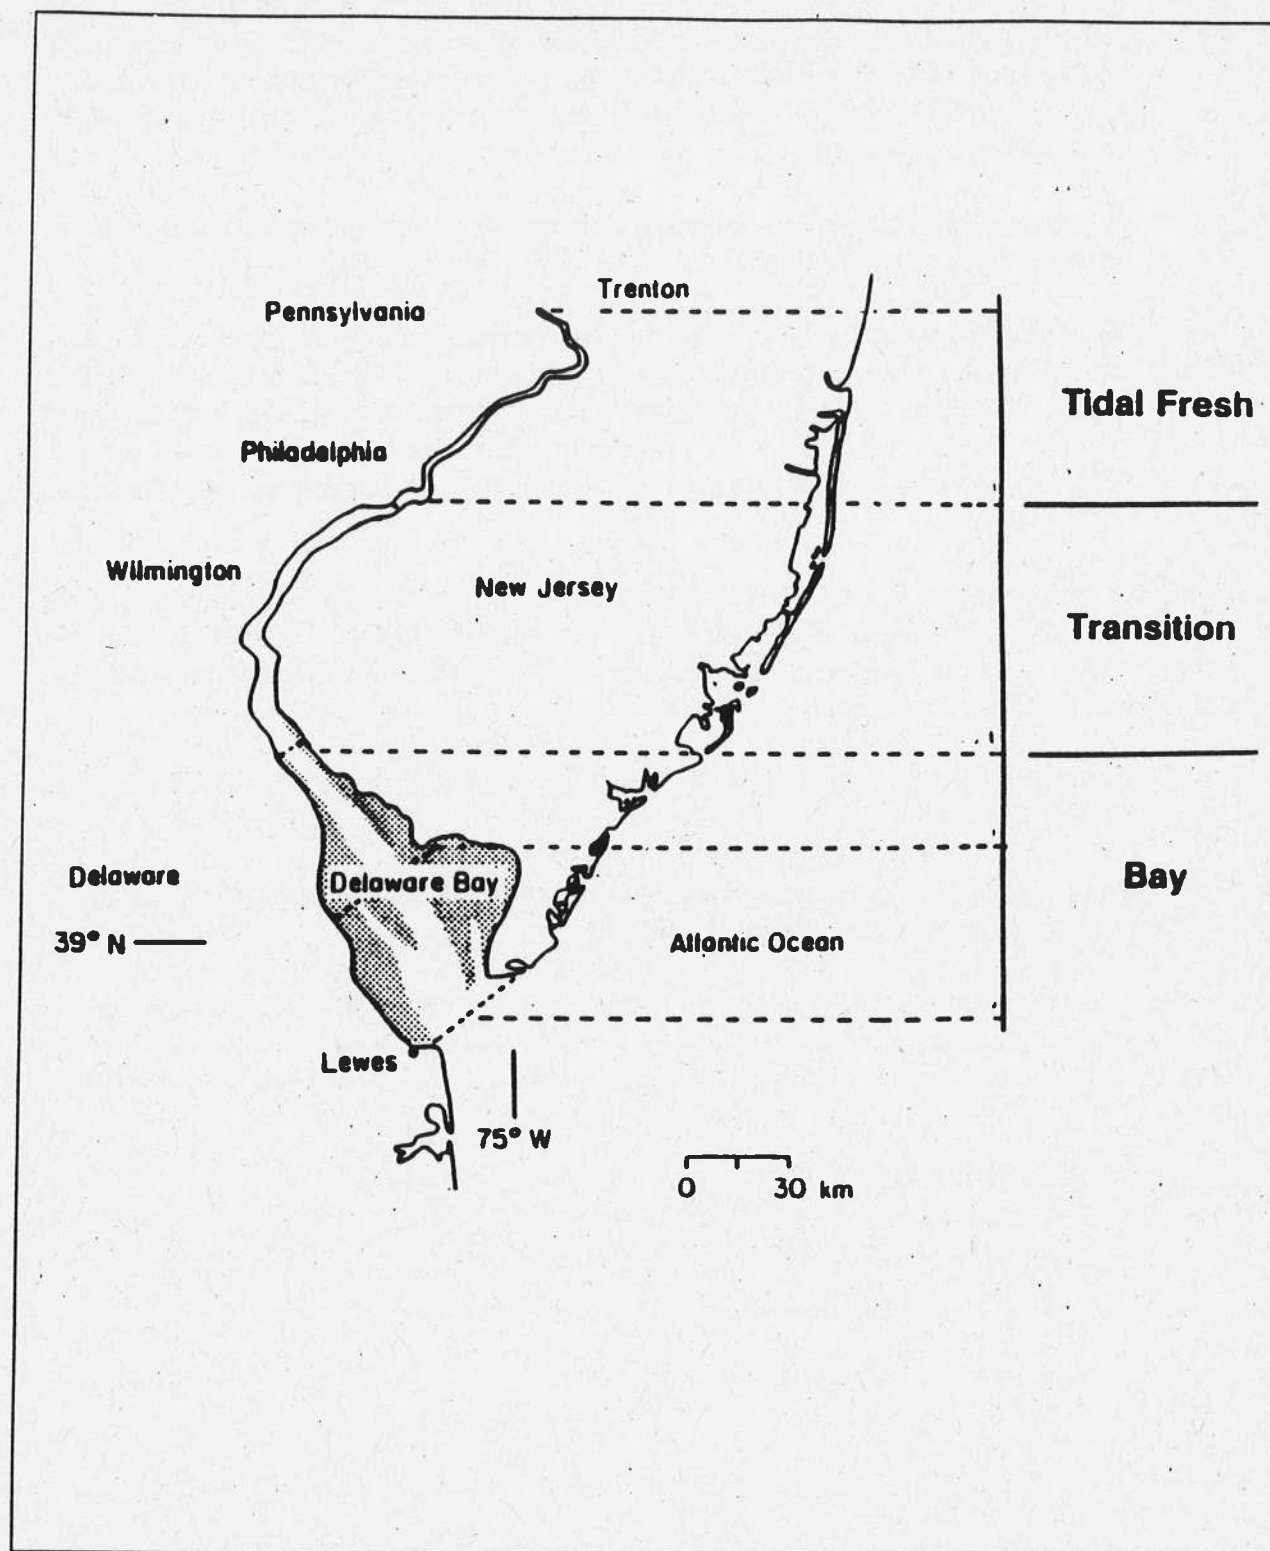 Trenton
Pennsylvania
Tidal Fresh
Philadelphia
Wilmington
New Jersey
Transition
Delaware
Delaware Bay
Bay
39° N
Atlantic Ocean
Lewes
75° W
0 30 km